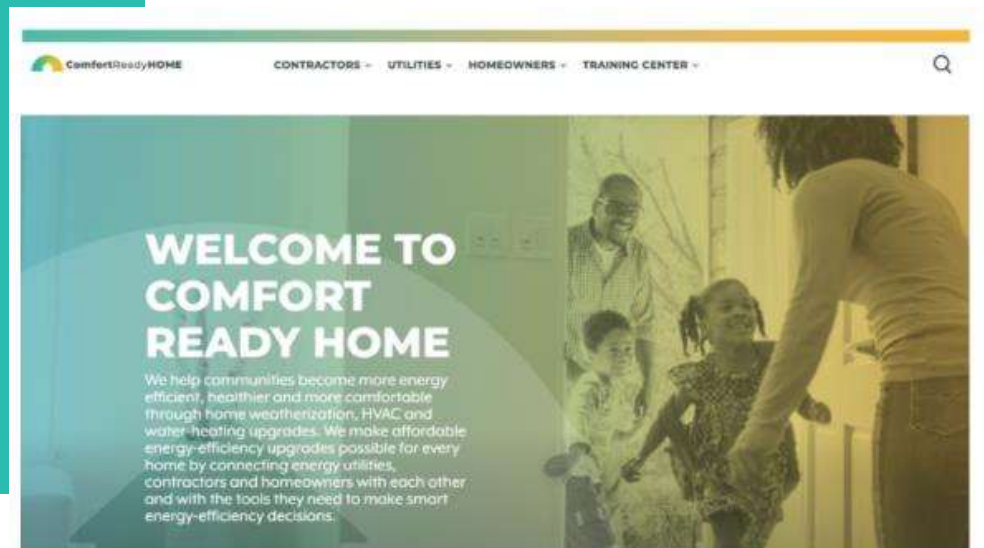 ComfortReadyHOME
CONTRACTORS UTILITIES HOMEOWNERS TRAINING CENTER
WELCOME TO
COMFORT
READY HOME
We help communities become more energy
efficient, healthier and more comfortable
through home weatherization, HVAC and
water-heating upgrades. We make affordable
energy-efficiency upgrades possible for every
home by connecting energy utilities,
contractors and homeowners with each other
and with the tools they need to make smart
energy-efficiency decisions.